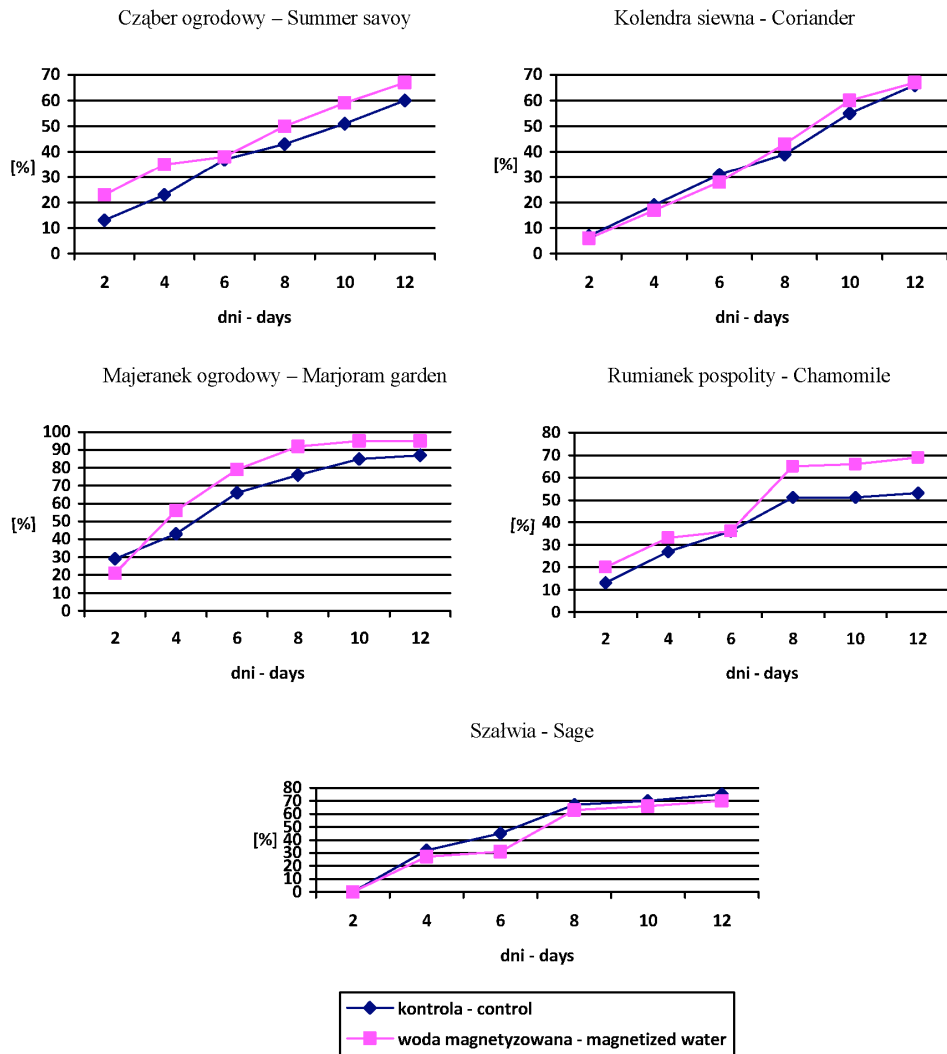 Cząber ogrodowy – Summer savoy
70
60
50
40
30
20
10
0
[%]
2 4 6 8 10 12
dni - days
Kolendra siewna - Coriander
70
60
50
40
30
20
10
0
[%]
2 4 6 8 10 12
dni - days
Majeranek ogrodowy – Marjoram garden
100
90
80
70
60
50
40
30
20
10
0
[%]
2 4 6 8 10 12
dni - days
Rumianek pospolity - Chamomile
80
70
60
50
40
30
20
10
0
[%]
2 4 6 8 10 12
dni - days
Szałwia - Sage
80
70
60
50
40
30
20
10
0
[%]
2 4 6 8 10 12
dni - days
kontrola - control
woda magnetyzowana - magnetized water